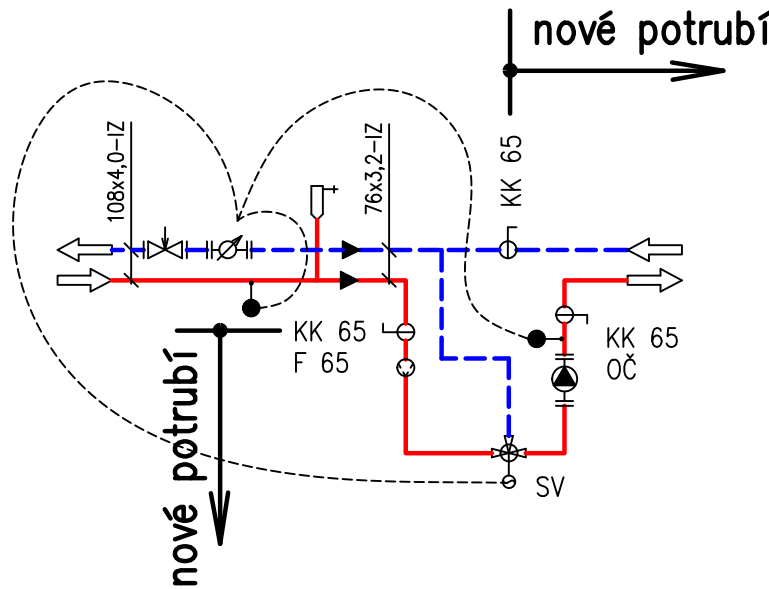 nové potrubí
108x4,0-IZ
76x3,2-IZ
KK 65
KK 65
F 65
KK 65
OČ
nové potrubí
SV